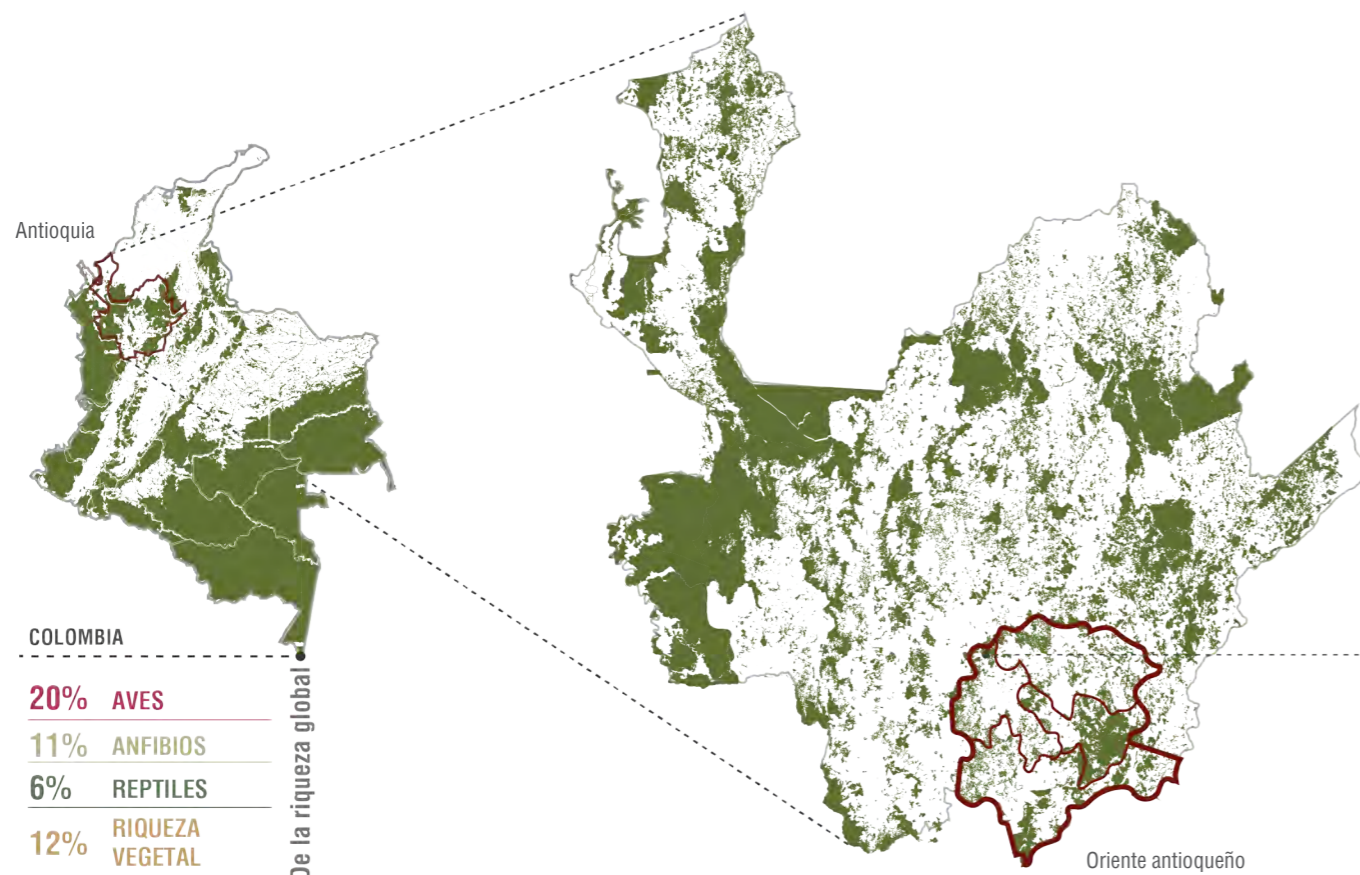 Antioquia
COLOMBIA
20% AVES
11% ANFIBIOS
6% REPTILES
12% RIQUEZA
VEGETAL
De la riqueza global
Oriente antioqueño